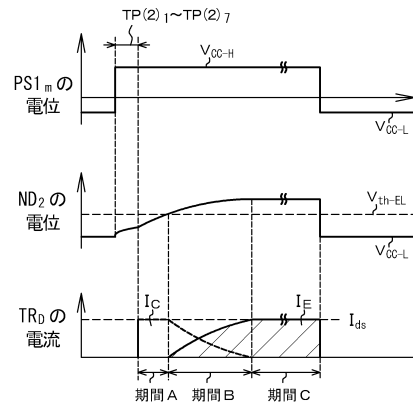 TP(2)₁～TP(2)₇
V_CC-H
PS1ₘの
電位
V_CC-L
ND₂の
電位
V_th-EL
V_CC-L
TR_Dの
電流
I_C
I_E
I_ds
期間A
期間B
期間C